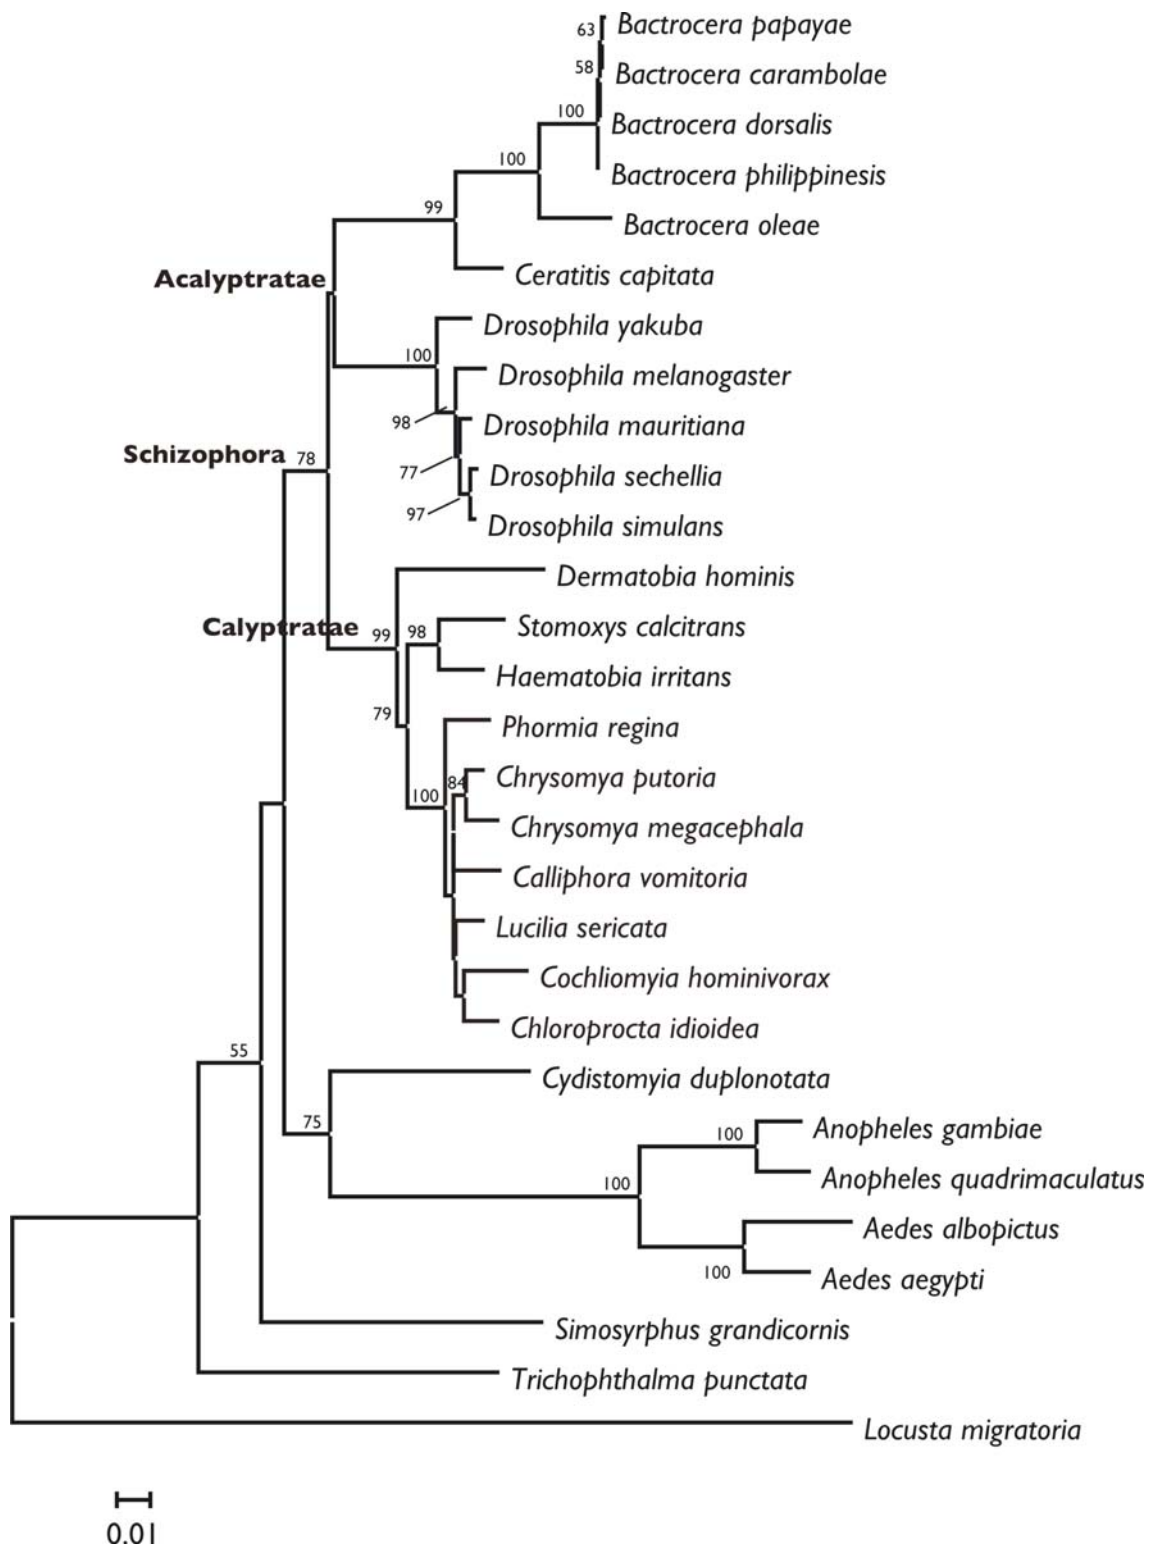 63 Bactrocera papayae
58 Bactrocera carambolae
100 Bactrocera dorsalis
100 Bactrocera philippinesis
99 Bactrocera oleae
Acalyptratae Ceratitis capitata
Drosophila yakuba
100 Drosophila melanogaster
98 Drosophila mauritiana
Schizophora 78
77 Drosophila sechellia
97 Drosophila simulans
Dermatobia hominis
Calyptratae 99 98 Stomoxys calcitrans
Haematobia irritans
79 Phormia regina
84 Chrysomya putoria
100 Chrysomya megacephala
Calliphora vomitoria
Lucilia sericata
Cochliomyia hominivorax
Chloroprocta idioidea
55 Cydistomyia duplonotata
75 Anopheles gambiae
100 Anopheles quadrimaculatus
100 Aedes albopictus
100 Aedes aegypti
Simosyrphus grandicornis
Trichophthalma punctata
Locusta migratoria
0.01